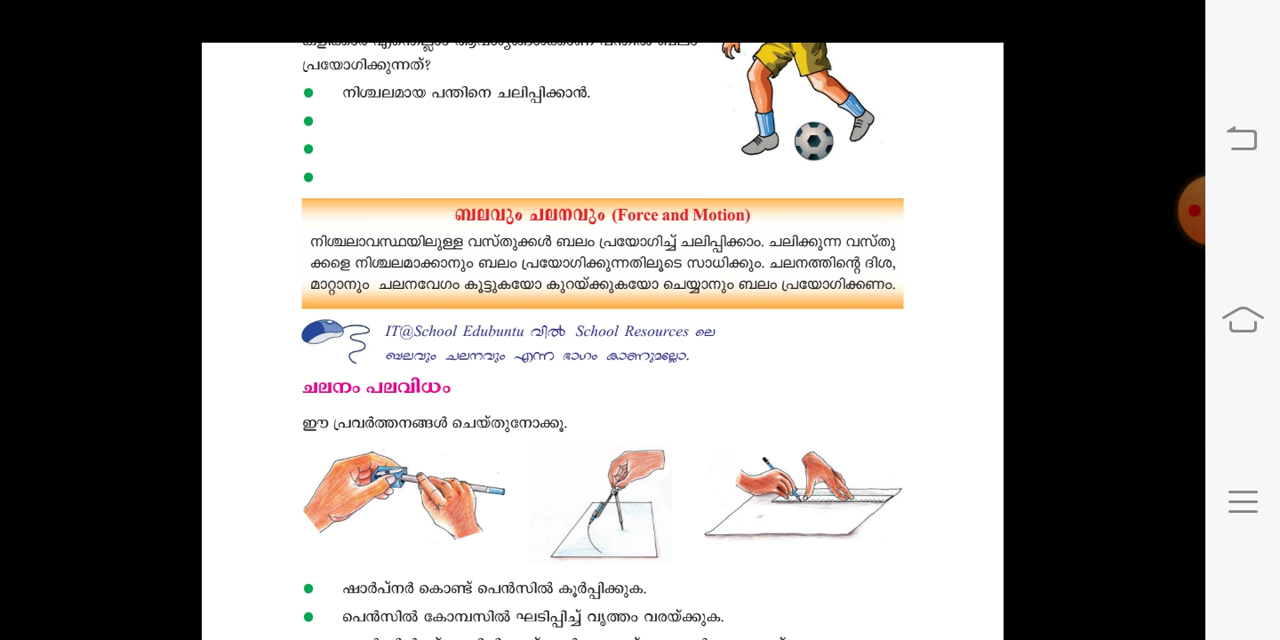 പ്രയോഗിക്കുന്നത്?
നിശ്ചലമായ പന്തിനെ ചലിപ്പിക്കാൻ.
ബലവും ചലനവും (Force and Motion)
നിശ്ചലാവസ്ഥയിലുള്ള വസ്തുക്കൾ ബലം പ്രയോഗിച്ച് ചലിപ്പിക്കാം. ചലിക്കുന്ന വസ്തു
ക്കളെ നിശ്ചലമാക്കാനും ബലം പ്രയോഗിക്കുന്നതിലൂടെ സാധിക്കും. ചലനത്തിന്റെ ദിശ,
മാറ്റാനും ചലനവേഗം കൂട്ടുകയോ കുറയ്ക്കുകയോ ചെയ്യാനും ബലം പ്രയോഗിക്കണം.
IT@School Edubuntu വിൽ School Resources ലെ
ബലവും ചലനവും എന്ന ഭാഗം കാണുമല്ലോ.
ചലനം പലവിധം
ഈ പ്രവർത്തനങ്ങൾ ചെയ്തുനോക്കൂ.
ഷാർപ്നർ കൊണ്ട് പെൻസിൽ കൂർപ്പിക്കുക.
പെൻസിൽ കോമ്പസിൽ ഘടിപ്പിച്ച് വൃത്തം വരയ്ക്കുക.